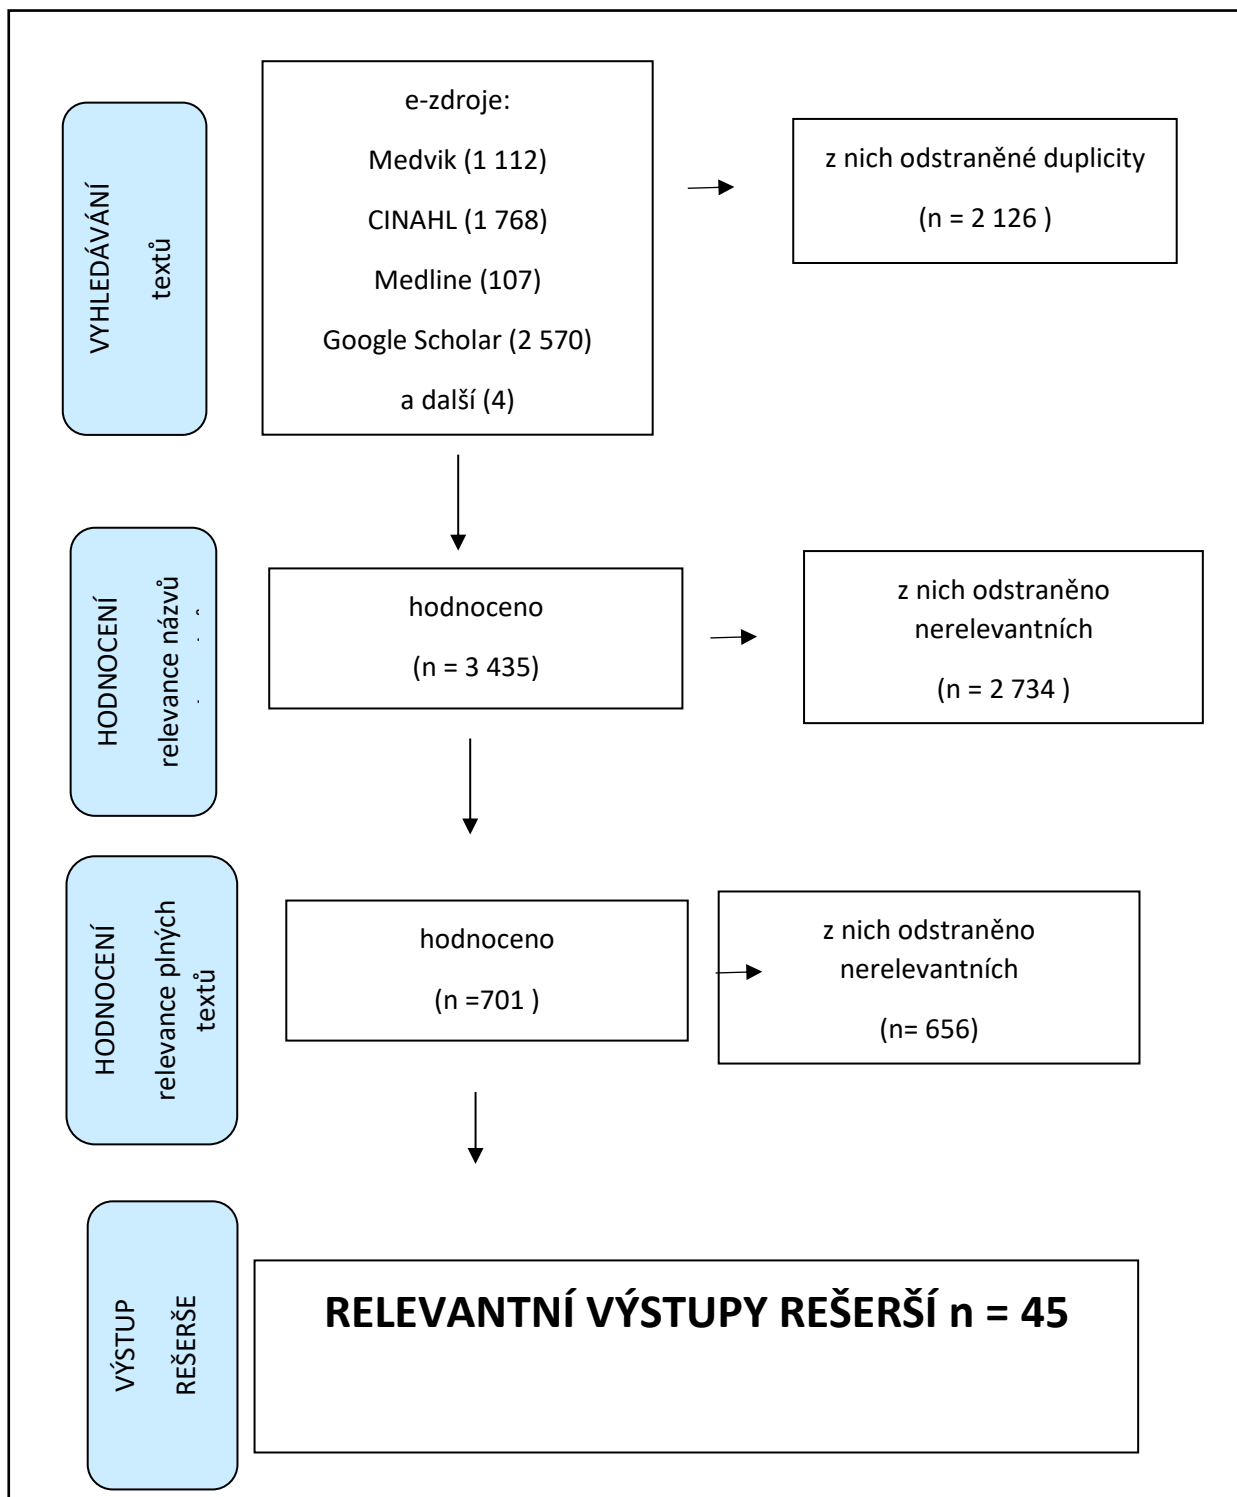 VYHLEDÁVÁNÍ
textů
e-zdroje:
Medvik (1 112)
CINAHL (1 768)
Medline (107)
Google Scholar (2 570)
a další (4)
z nich odstraněné duplicity
(n = 2 126 )
HODNOCENÍ
relevance názvů
hodnoceno
(n = 3 435)
z nich odstraněno
nerelevantních
(n = 2 734 )
HODNOCENÍ
relevance plných
textů
hodnoceno
(n =701 )
z nich odstraněno
nerelevantních
(n= 656)
VÝSTUP
REŠERŠE
RELEVANTNÍ VÝSTUPY REŠERŠÍ n = 45